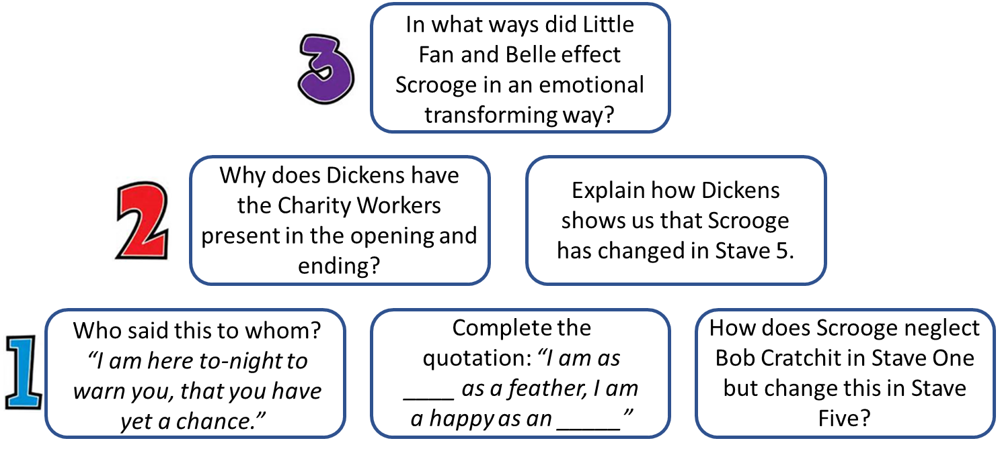 3
In what ways did Little
Fan and Belle effect
Scrooge in an emotional
transforming way?
2
Why does Dickens have
the Charity Workers
present in the opening and
ending?
Explain how Dickens
shows us that Scrooge
has changed in Stave 5.
1
Who said this to whom?
“I am here to-night to
warn you, that you have
yet a chance.”
Complete the
quotation: “I am as
____ as a feather, I am
a happy as an _____”
How does Scrooge neglect
Bob Cratchit in Stave One
but change this in Stave
Five?